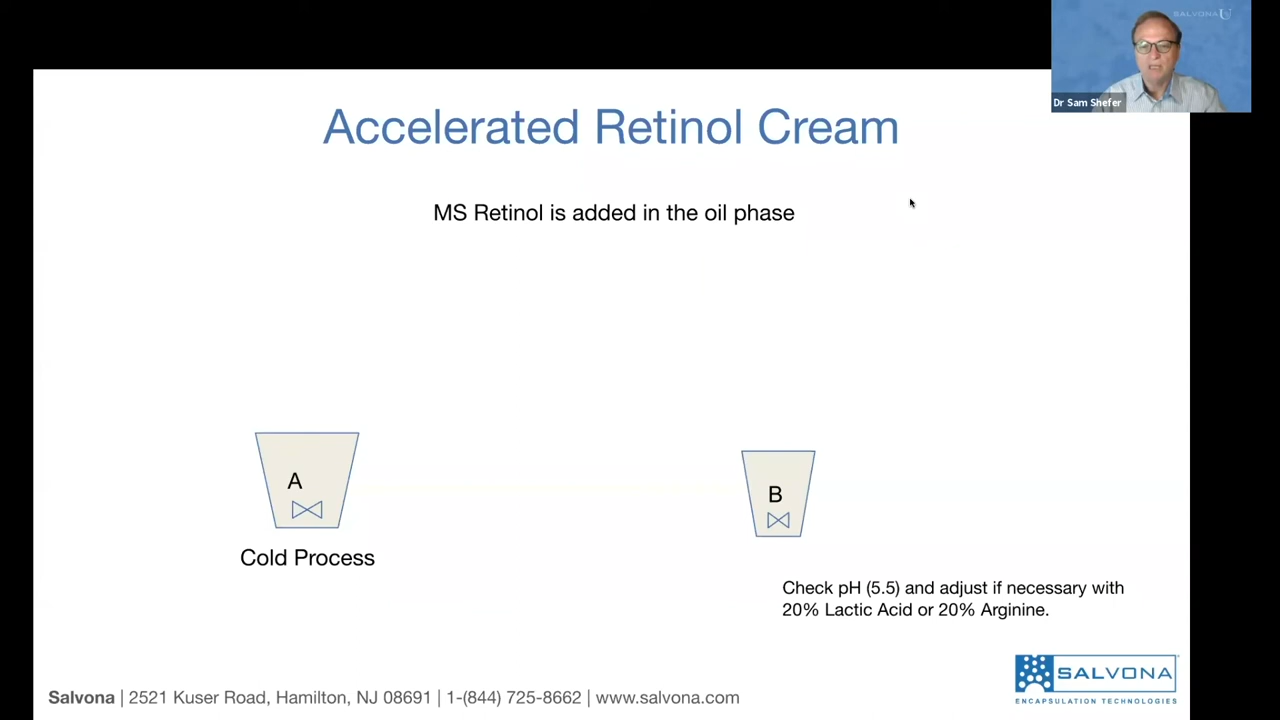 SALVONA
Dr Sam Shefer
Accelerated Retinol Cream
MS Retinol is added in the oil phase
A
B
Cold Process
Check pH (5.5) and adjust if necessary with
20% Lactic Acid or 20% Arginine.
SALVONA
ENCAPSULATION TECHNOLOGIES
Salvona | 2521 Kuser Road, Hamilton, NJ 08691 | 1-(844) 725-8662 | www.salvona.com